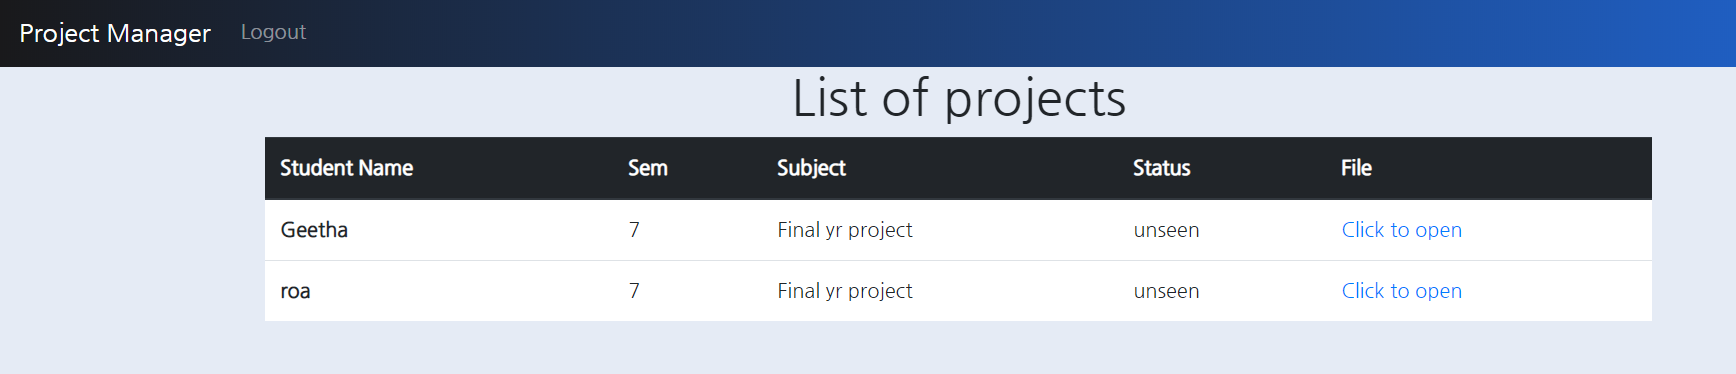 Project Manager Logout
List of projects
Student Name Sem Subject Status File
Geetha 7 Final yr project unseen Click to open
roa 7 Final yr project unseen Click to open